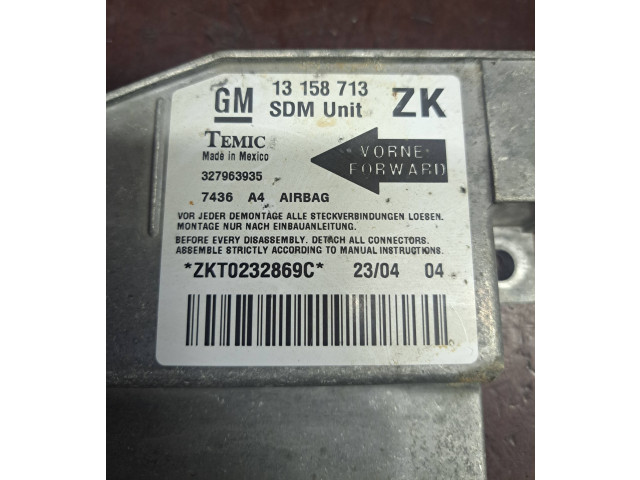 GM 13 158 713 ZK
SDM Unit
TEMIC
Made in Mexico
VORNE
FORWARD
327963935
7436 A4 AIRBAG
VOR JEDER DEMONTAGE ALLE STECKVERBINDUNGEN LOESEN.
MONTAGE NUR NACH EINBAUANLEITUNG.
BEFORE EVERY DISASSEMBLY. DETACH ALL CONNECTORS.
ASSEMBLE STRICTLY ACCORDING TO MANUAL INSTRUCTIONS.
*ZKT0232869C* 23/04 04